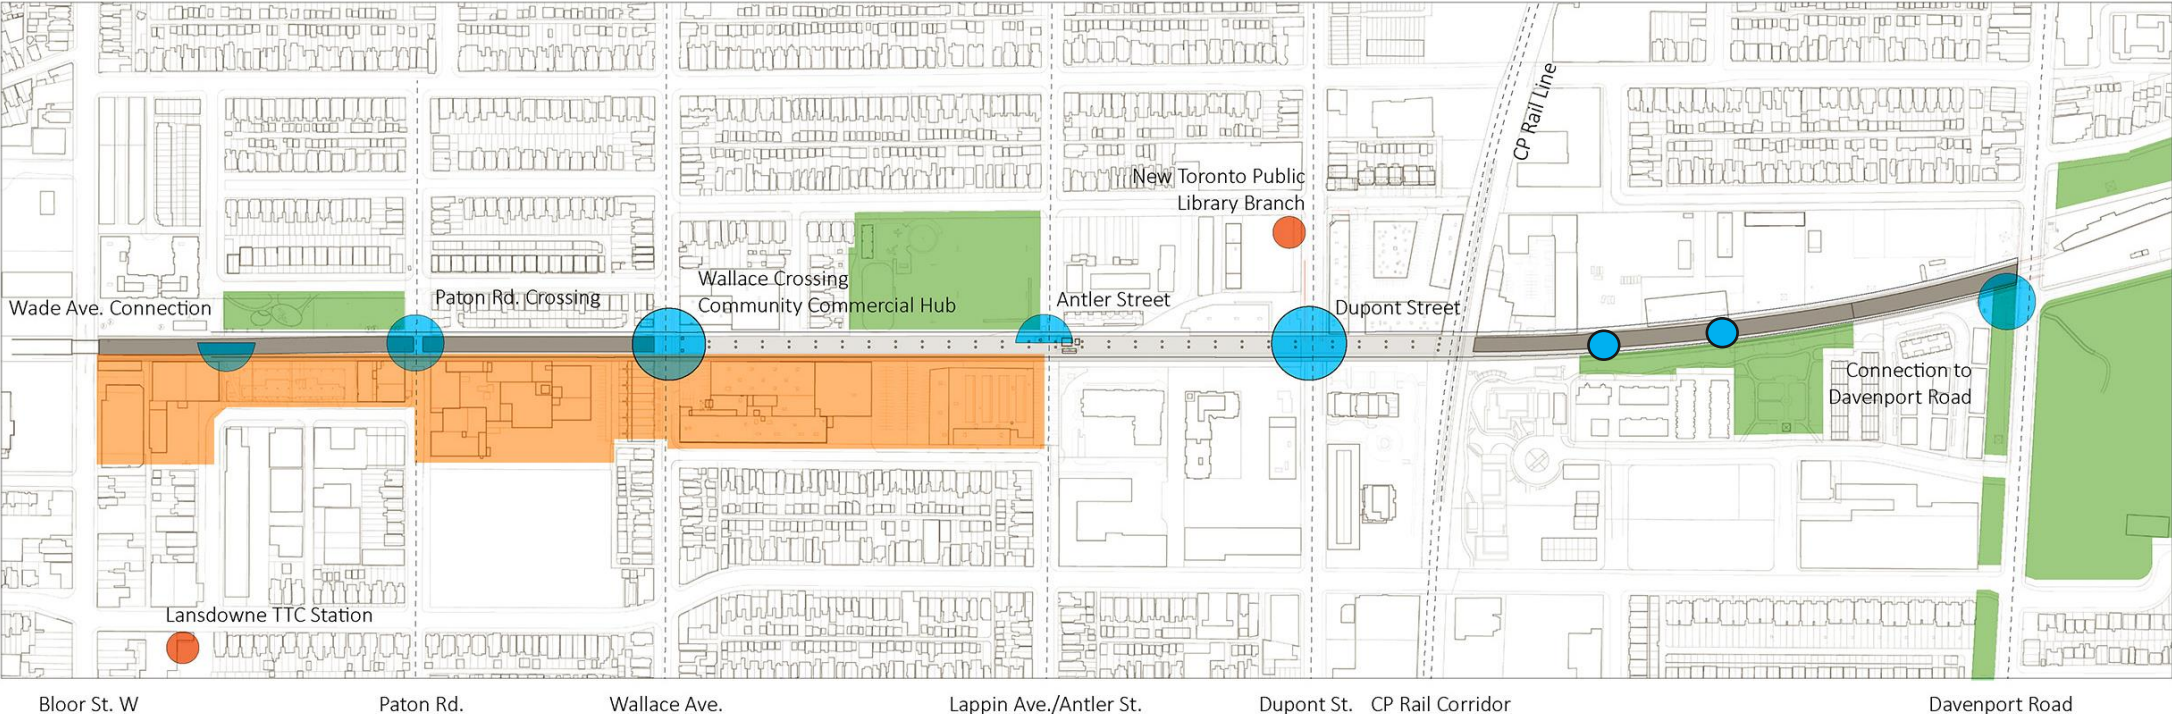 CP Rail Line
New Toronto Public
Library Branch
Wallace Crossing
Community Commercial Hub
Wade Ave. Connection
Paton Rd. Crossing
Antler Street
Dupont Street
Connection to
Davenport Road
Lansdowne TTC Station
Bloor St. W
Paton Rd.
Wallace Ave.
Lappin Ave./Antler St.
Dupont St.
CP Rail Corridor
Davenport Road